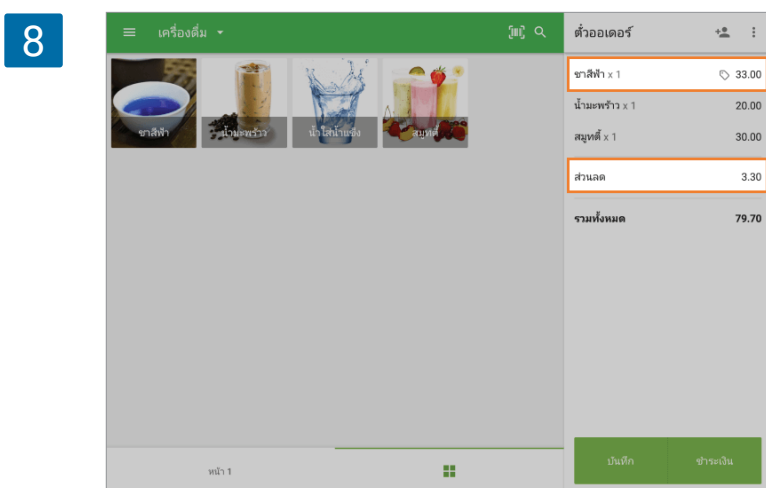 8
เครื่องดื่ม
ตั๋วออเดอร์
ชาสีฟ้า x 1 33.00
น้ำมะพร้าว x 1 20.00
สมูทตี้ x 1 30.00
ส่วนลด 3.30
รวมทั้งหมด 79.70
ชาสีฟ้า
น้ำมะพร้าว
น้ำใส่น้ำแข็ง
สมูทตี้
หน้า 1
บันทึก
ชำระเงิน